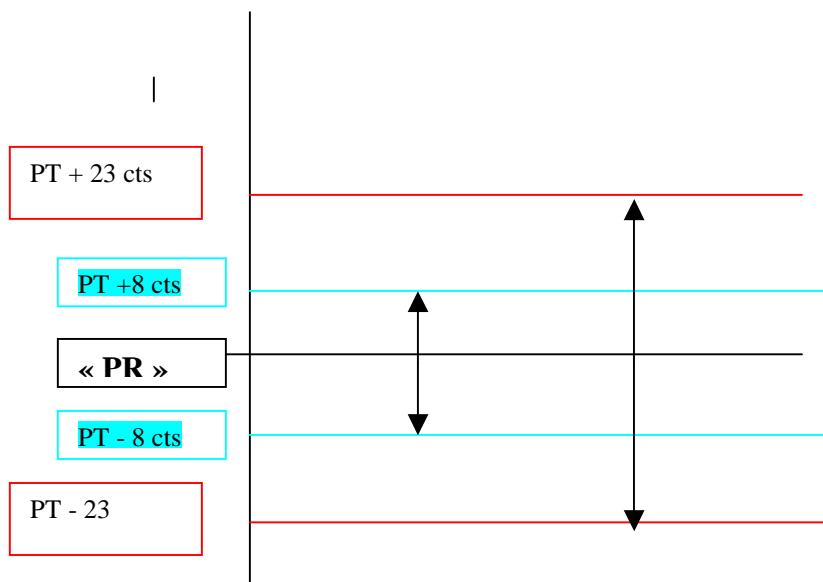 PT + 23 cts
PT +8 cts
« PR »
PT - 8 cts
PT - 23